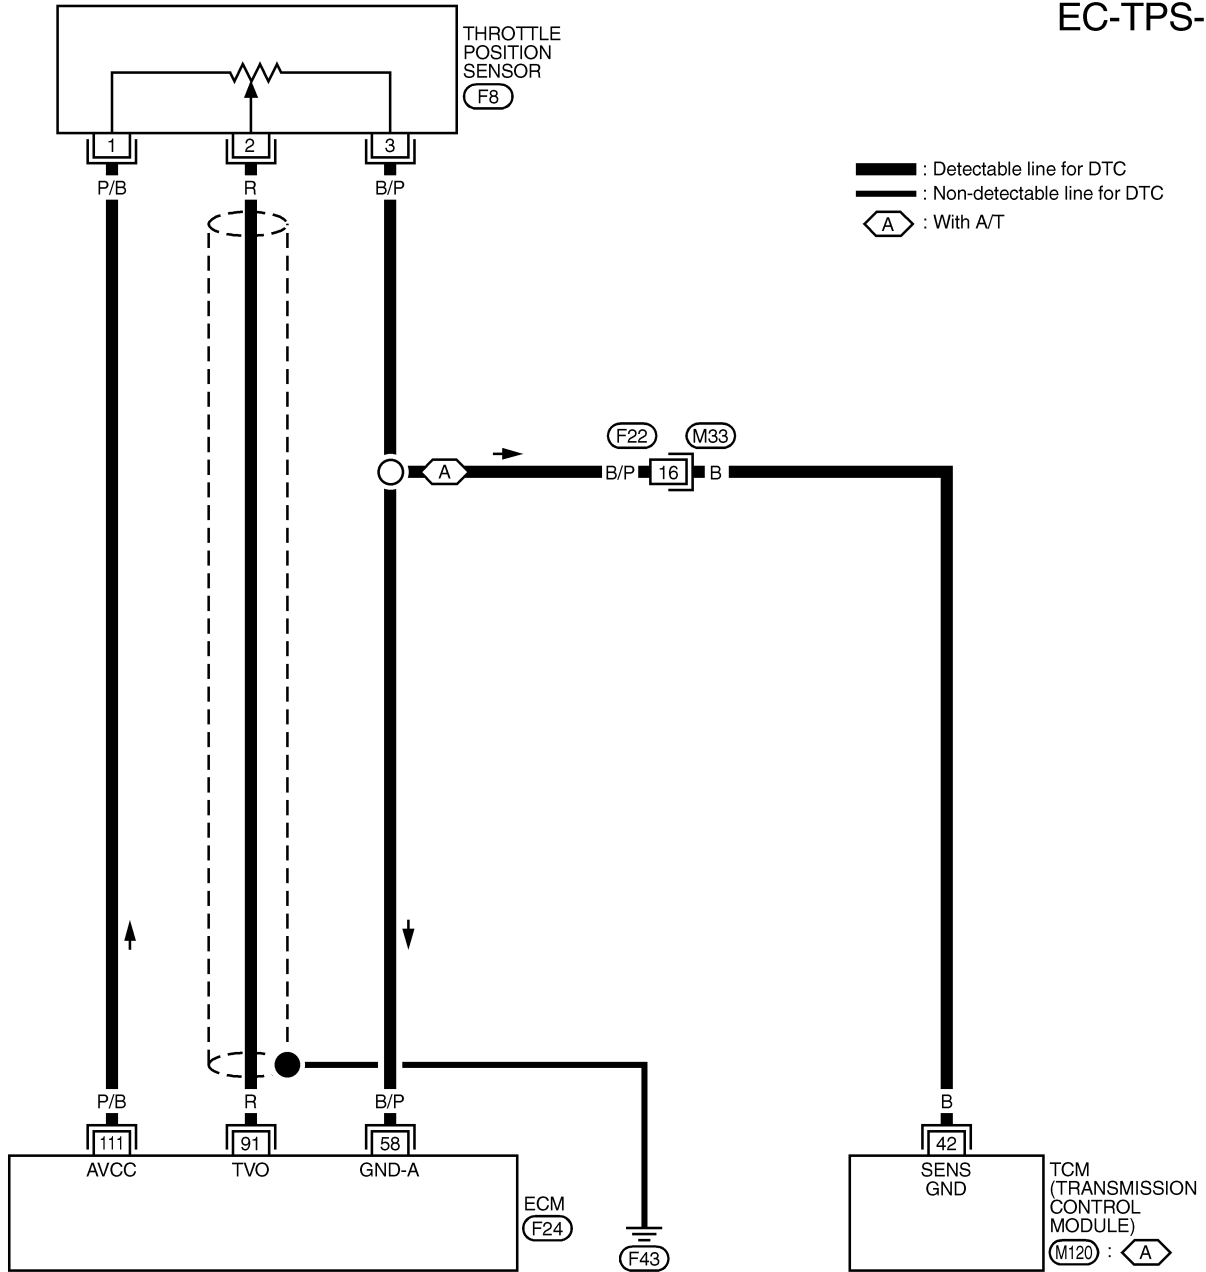 EC-TPS-
THROTTLE
POSITION
SENSOR
F8
1 2 3
P/B R B/P
: Detectable line for DTC
: Non-detectable line for DTC
A : With A/T
F22 M33
A B/P 16 B
P/B R B/P B
111 91 58 42
AVCC TVO GND-A
SENS
GND
ECM
F24
F43
TCM
(TRANSMISSION
CONTROL
MODULE)
M120 : A